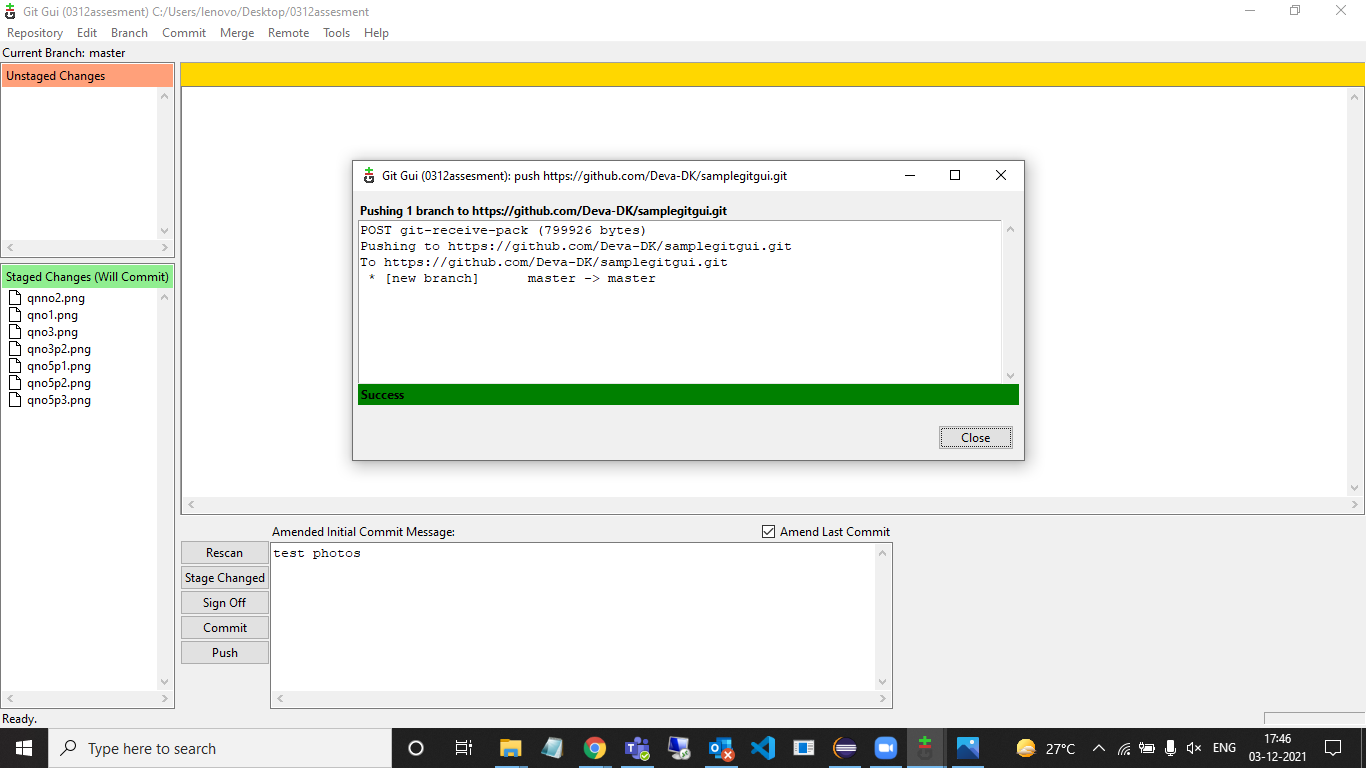 Git Gui (0312assesment) C:/Users/lenovo/Desktop/0312assesment
Repository Edit Branch Commit Merge Remote Tools Help
Current Branch: master
Unstaged Changes
Staged Changes (Will Commit)
qnno2.png
qno1.png
qno3.png
qno3p2.png
qno5p1.png
qno5p2.png
qno5p3.png
Git Gui (0312assesment): push https://github.com/Deva-DK/samplegitgui.git
Pushing 1 branch to https://github.com/Deva-DK/samplegitgui.git
POST git-receive-pack (799926 bytes)
Pushing to https://github.com/Deva-DK/samplegitgui.git
To https://github.com/Deva-DK/samplegitgui.git
* [new branch] master -> master
Success
Close
Amended Initial Commit Message:
Amend Last Commit
Rescan
Stage Changed
Sign Off
Commit
Push
test photos
Ready.
Type here to search
27°C
ENG
17:46
03-12-2021